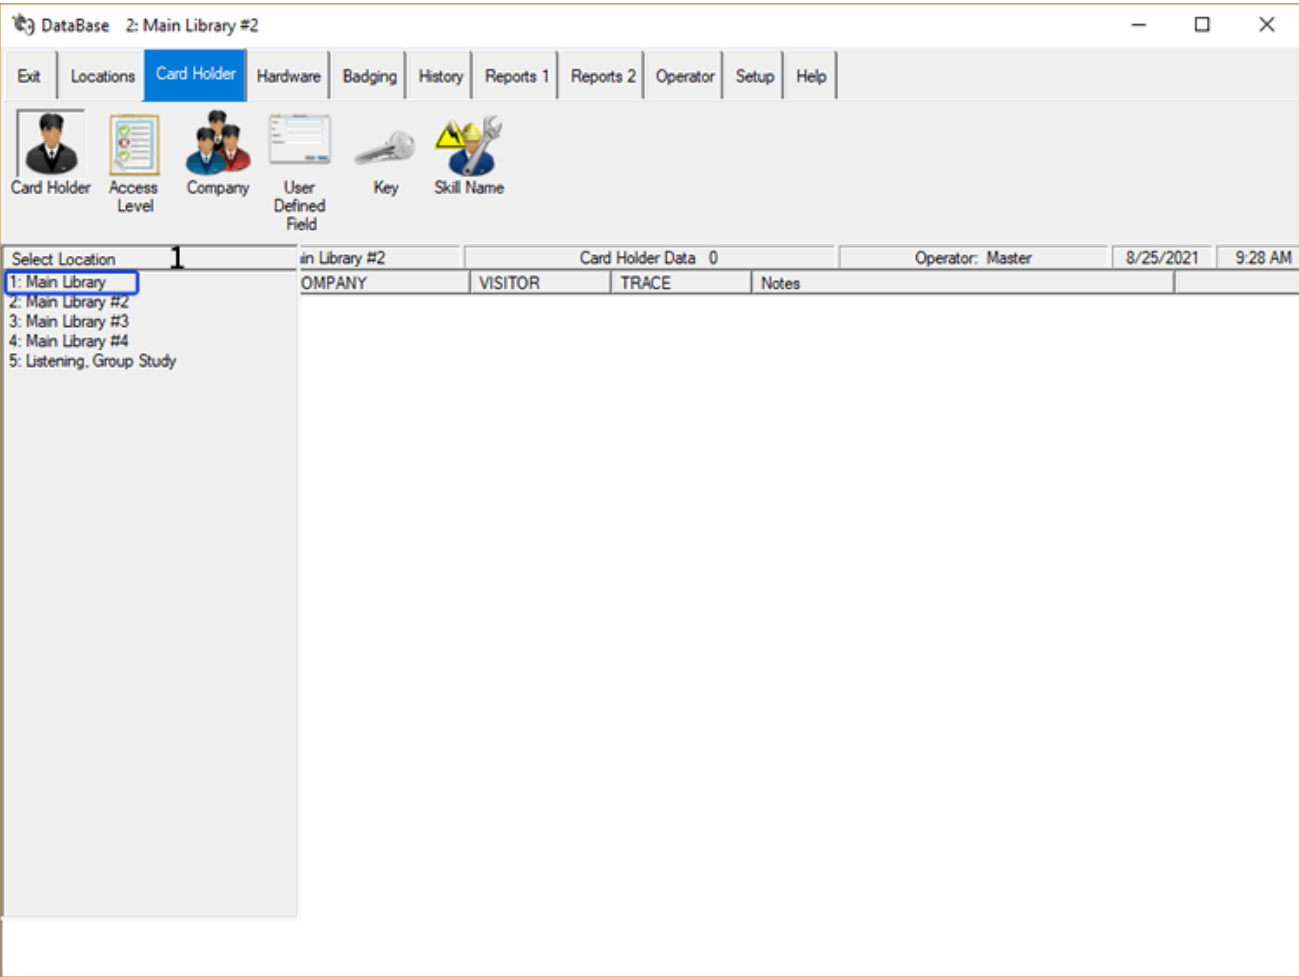 DataBase 2: Main Library #2
Exit Locations Card Holder Hardware Badging History Reports 1 Reports 2 Operator Setup Help
Card Holder
Access Level
Company
User Defined Field
Key
Skill Name
Select Location 1
in Library #2 Card Holder Data 0 Operator: Master 8/25/2021 9:28 AM
OMPANY VISITOR TRACE Notes
1: Main Library
2: Main Library #2
3: Main Library #3
4: Main Library #4
5: Listening, Group Study